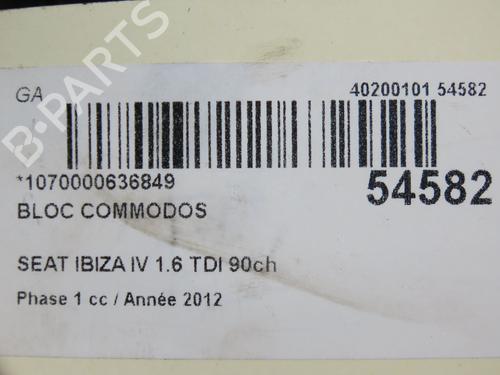 GA
40200101 54582
*1070000636849
54582
BLOC COMMODOS
SEAT IBIZA IV 1.6 TDI 90ch
Phase 1 cc / Année 2012
B-PARTS